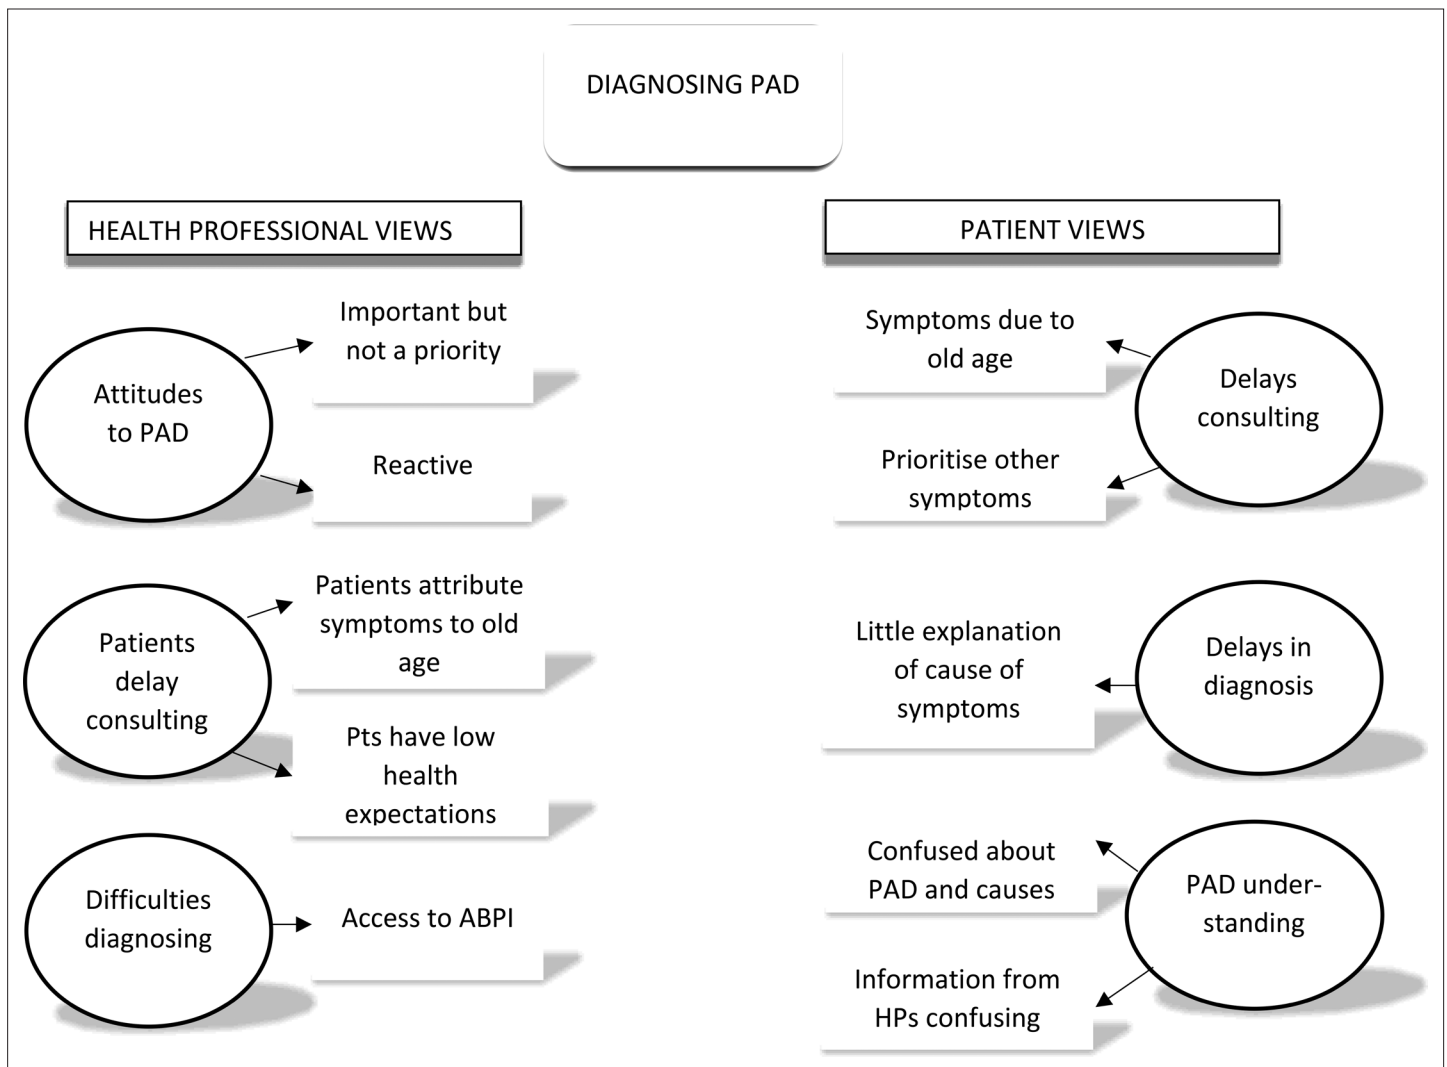 DIAGNOSING PAD
HEALTH PROFESSIONAL VIEWS
Attitudes
to PAD
Important but
not a priority
Reactive
Patients
delay
consulting
Patients attribute
symptoms to old
age
Pts have low
health
expectations
Difficulties
diagnosing
Access to ABPI
PATIENT VIEWS
Symptoms due to
old age
Delays
consulting
Prioritise other
symptoms
Little explanation
of cause of
symptoms
Delays in
diagnosis
Confused about
PAD and causes
PAD under-
standing
Information from
HPs confusing